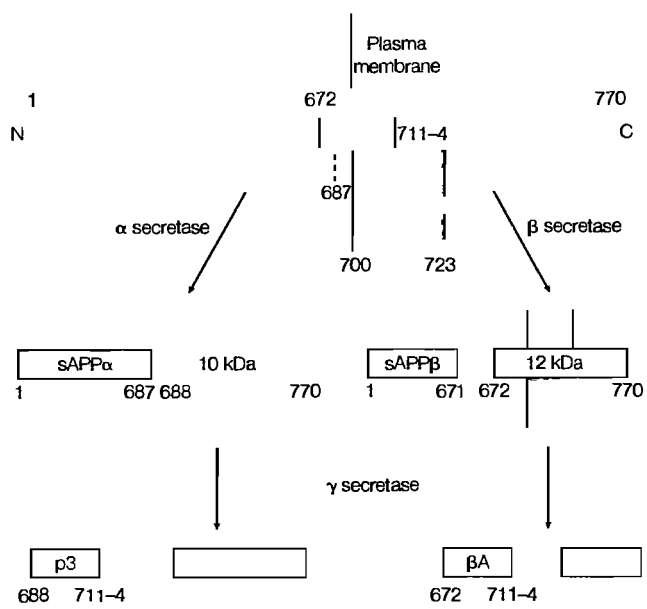 Plasma
membrane
1 672 770
N 711–4 C
687
α secretase β secretase
700 723
sAPPα 10 kDa sAPPβ 12 kDa
1 687 688 770 1 671 672 770
γ secretase
p3 βA
688 711–4 672 711–4